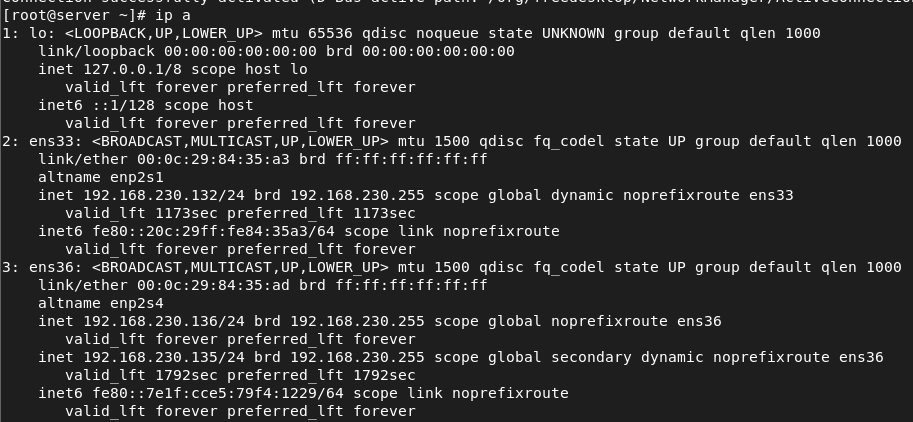 connection successfully activated (D-Bus active path: /org/freedesktop/NetworkManager/ActiveConnection
[root@server ~]# ip a
1: lo: <LOOPBACK,UP,LOWER_UP> mtu 65536 qdisc noqueue state UNKNOWN group default qlen 1000
    link/loopback 00:00:00:00:00:00 brd 00:00:00:00:00:00
    inet 127.0.0.1/8 scope host lo
       valid_lft forever preferred_lft forever
    inet6 ::1/128 scope host
       valid_lft forever preferred_lft forever
2: ens33: <BROADCAST,MULTICAST,UP,LOWER_UP> mtu 1500 qdisc fq_codel state UP group default qlen 1000
    link/ether 00:0c:29:84:35:a3 brd ff:ff:ff:ff:ff:ff
    altname enp2s1
    inet 192.168.230.132/24 brd 192.168.230.255 scope global dynamic noprefixroute ens33
       valid_lft 1173sec preferred_lft 1173sec
    inet6 fe80::20c:29ff:fe84:35a3/64 scope link noprefixroute
       valid_lft forever preferred_lft forever
3: ens36: <BROADCAST,MULTICAST,UP,LOWER_UP> mtu 1500 qdisc fq_codel state UP group default qlen 1000
    link/ether 00:0c:29:84:35:ad brd ff:ff:ff:ff:ff:ff
    altname enp2s4
    inet 192.168.230.136/24 brd 192.168.230.255 scope global noprefixroute ens36
       valid_lft forever preferred_lft forever
    inet 192.168.230.135/24 brd 192.168.230.255 scope global secondary dynamic noprefixroute ens36
       valid_lft 1792sec preferred_lft 1792sec
    inet6 fe80::7e1f:cce5:79f4:1229/64 scope link noprefixroute
       valid_lft forever preferred_lft forever